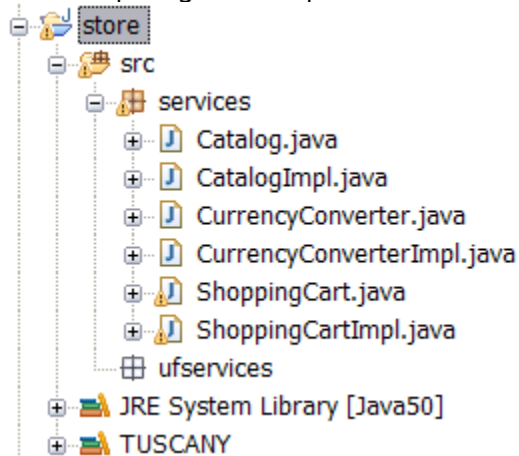 store
src
services
Catalog.java
CatalogImpl.java
CurrencyConverter.java
CurrencyConverterImpl.java
ShoppingCart.java
ShoppingCartImpl.java
ufservices
JRE System Library [Java50]
TUSCANY